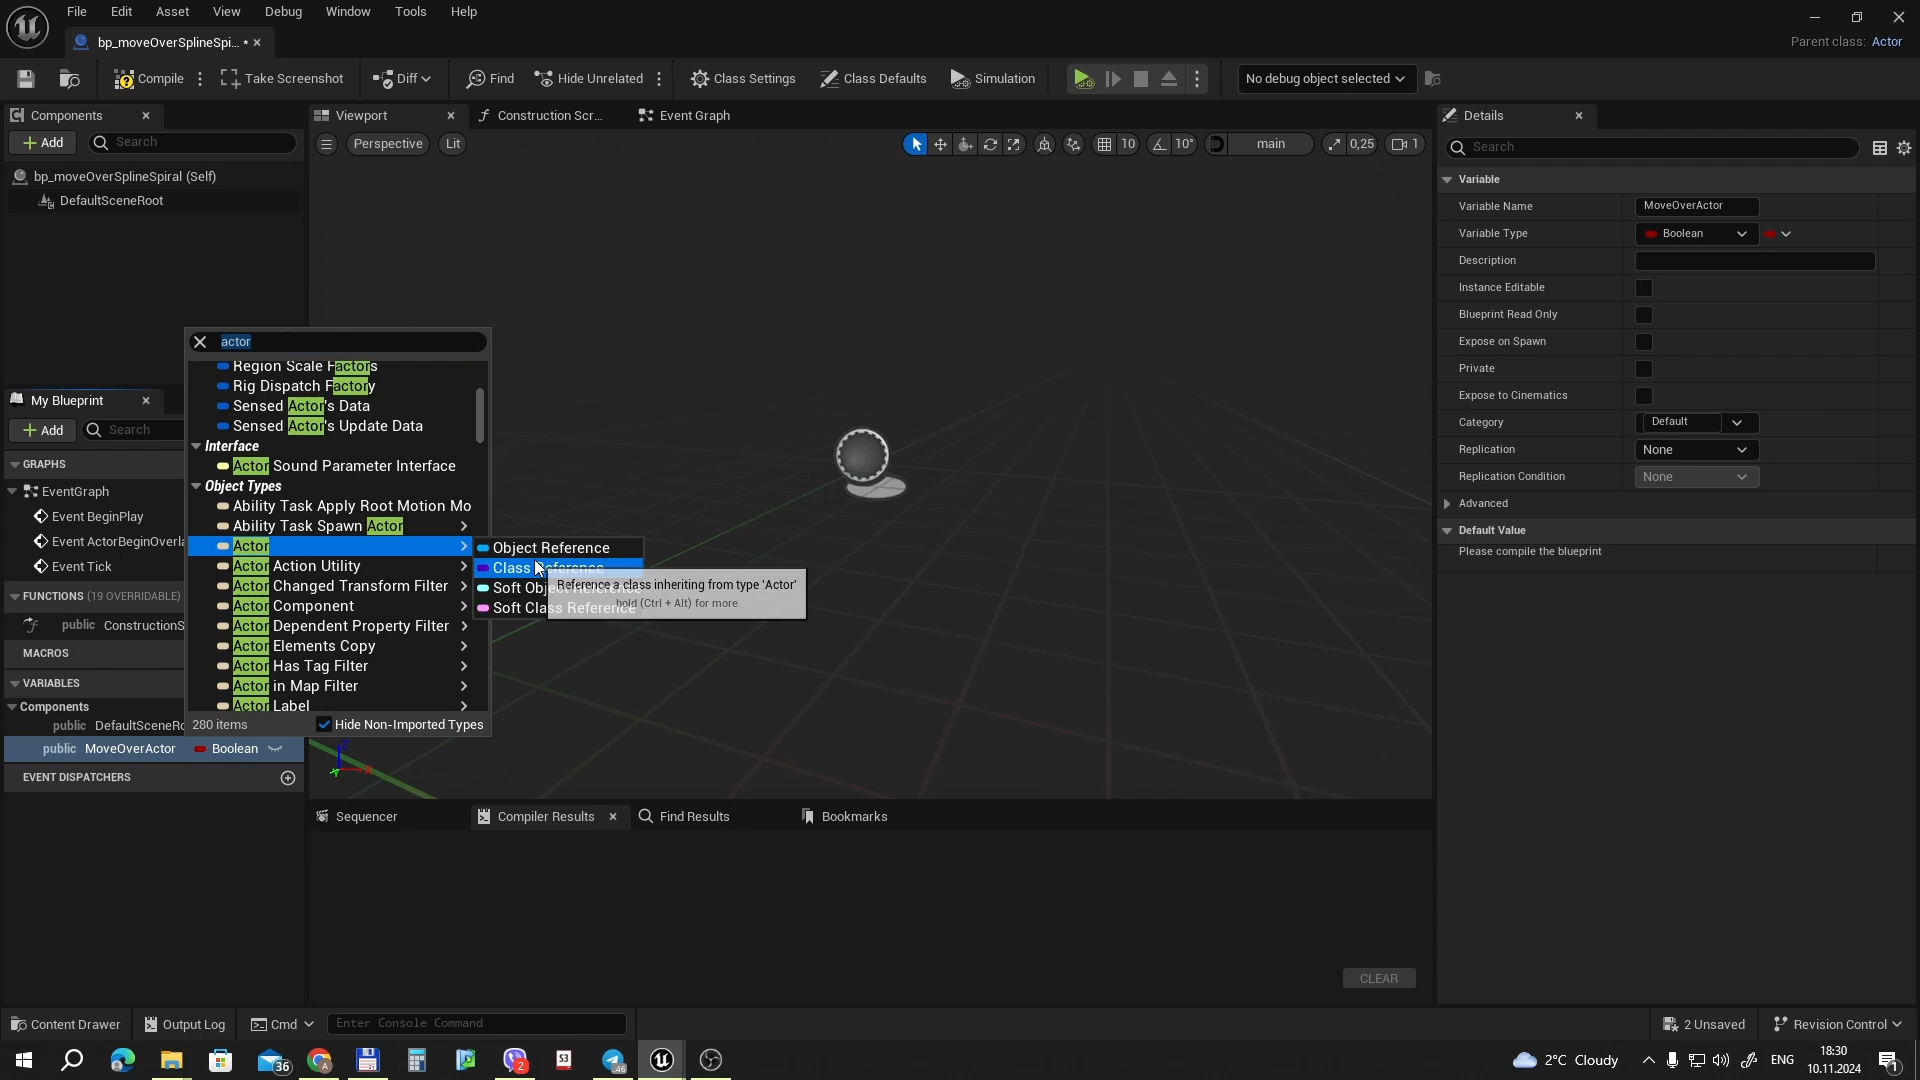 File Edit Asset View Debug Window Tools Help
bp_moveOverSplineSpi... *
Parent class: Actor
Compile Take Screenshot Diff Find Hide Unrelated Class Settings Class Defaults Simulation No debug object selected
Components
Viewport
Construction Scr...
Event Graph
Details
Add
Search
Perspective
Lit
10
10°
main
0,25
1
Search
bp_moveOverSplineSpiral (Self)
DefaultSceneRoot
Variable
Variable Name MoveOverActor
Variable Type Boolean
Description
Instance Editable
Blueprint Read Only
Expose on Spawn
Private
Expose to Cinematics
Category Default
Replication None
Replication Condition None
Advanced
Default Value
Please compile the blueprint
actor
Region Scale Factors
Rig Dispatch Factory
Sensed Actor's Data
Sensed Actor's Update Data
Interface
Actor Sound Parameter Interface
Object Types
Ability Task Apply Root Motion Mo
Ability Task Spawn Actor
Actor
Actor Action Utility
Actor Changed Transform Filter
Actor Component
Actor Dependent Property Filter
Actor Elements Copy
Actor Has Tag Filter
Actor in Map Filter
Actor Label
280 items
Hide Non-Imported Types
Object Reference
Class Reference
Soft Object Reference
Soft Class Reference
Reference a class inheriting from type 'Actor'
hold (Ctrl + Alt) for more
My Blueprint
Add
Search
GRAPHS
EventGraph
Event BeginPlay
Event ActorBeginOverla
Event Tick
FUNCTIONS (19 OVERRIDABLE)
public ConstructionS
MACROS
VARIABLES
Components
public DefaultSceneRo
public MoveOverActor Boolean
EVENT DISPATCHERS
Sequencer
Compiler Results
Find Results
Bookmarks
CLEAR
Content Drawer
Output Log
Cmd
Enter Console Command
2 Unsaved
Revision Control
36
2
.46
2°C Cloudy
ENG
18:30
10.11.2024
1